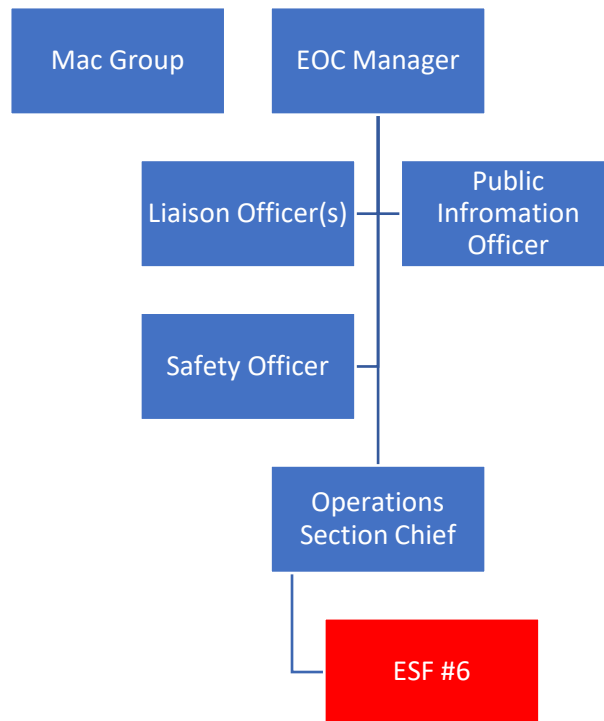 Mac Group
EOC Manager
Liaison Officer(s)
Public
Infromation
Officer
Safety Officer
Operations
Section Chief
ESF #6